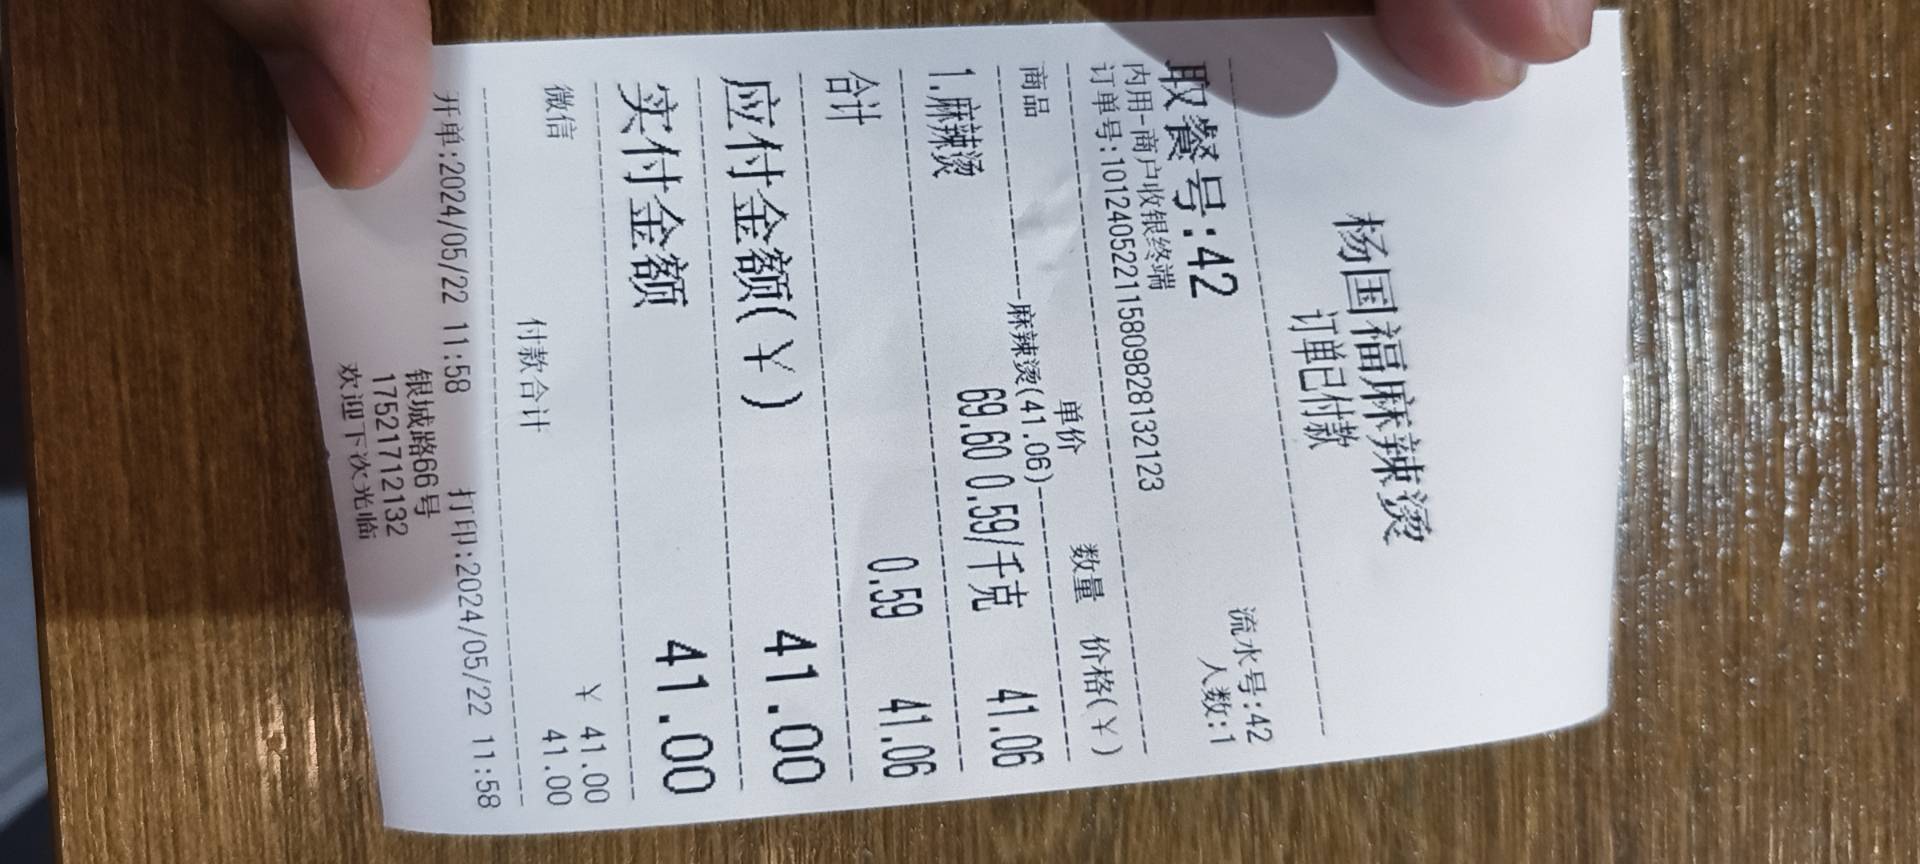 杨国福麻辣烫
订单已付款
流水号:42
取餐号:42 人数:1
内用-商户收银终端
订单号:101240522115809828132123
商品 单价 数量 价格(￥)
麻辣烫(41.06)
1.麻辣烫 69.60 0.59/千克 41.06
合计 0.59 41.06
应付金额(￥) 41.00
实付金额 41.00
微信 ￥ 41.00
付款合计 41.00
开单:2024/05/22 11:58 打印:2024/05/22 11:58
银城路66号
17521712132
欢迎下次光临